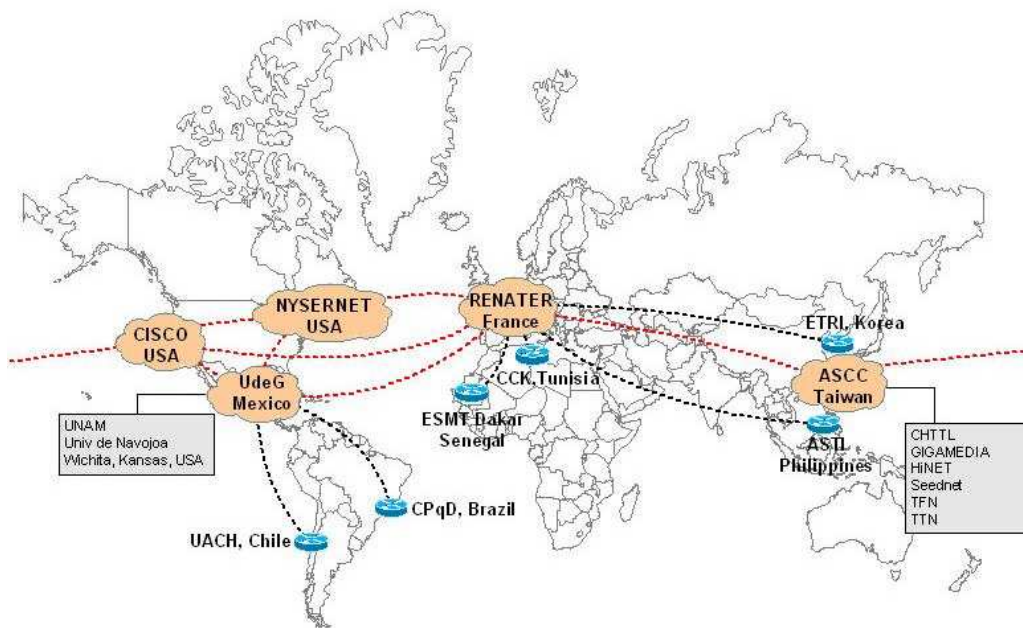 NYSERNET
USA
RENATER
France
CISCO
USA
ETRI, Korea
UdeG
Mexico
CCK,Tunisia
ASCC
Taiwan
UNAM
Univ de Navojoa
Wichita, Kansas, USA
ESMT Dakar
Senegal
ASTL
Philippines
CHTTL
GIGAMEDIA
HiNET
Seednet
TFN
TTN
CPqD, Brazil
UACH, Chile